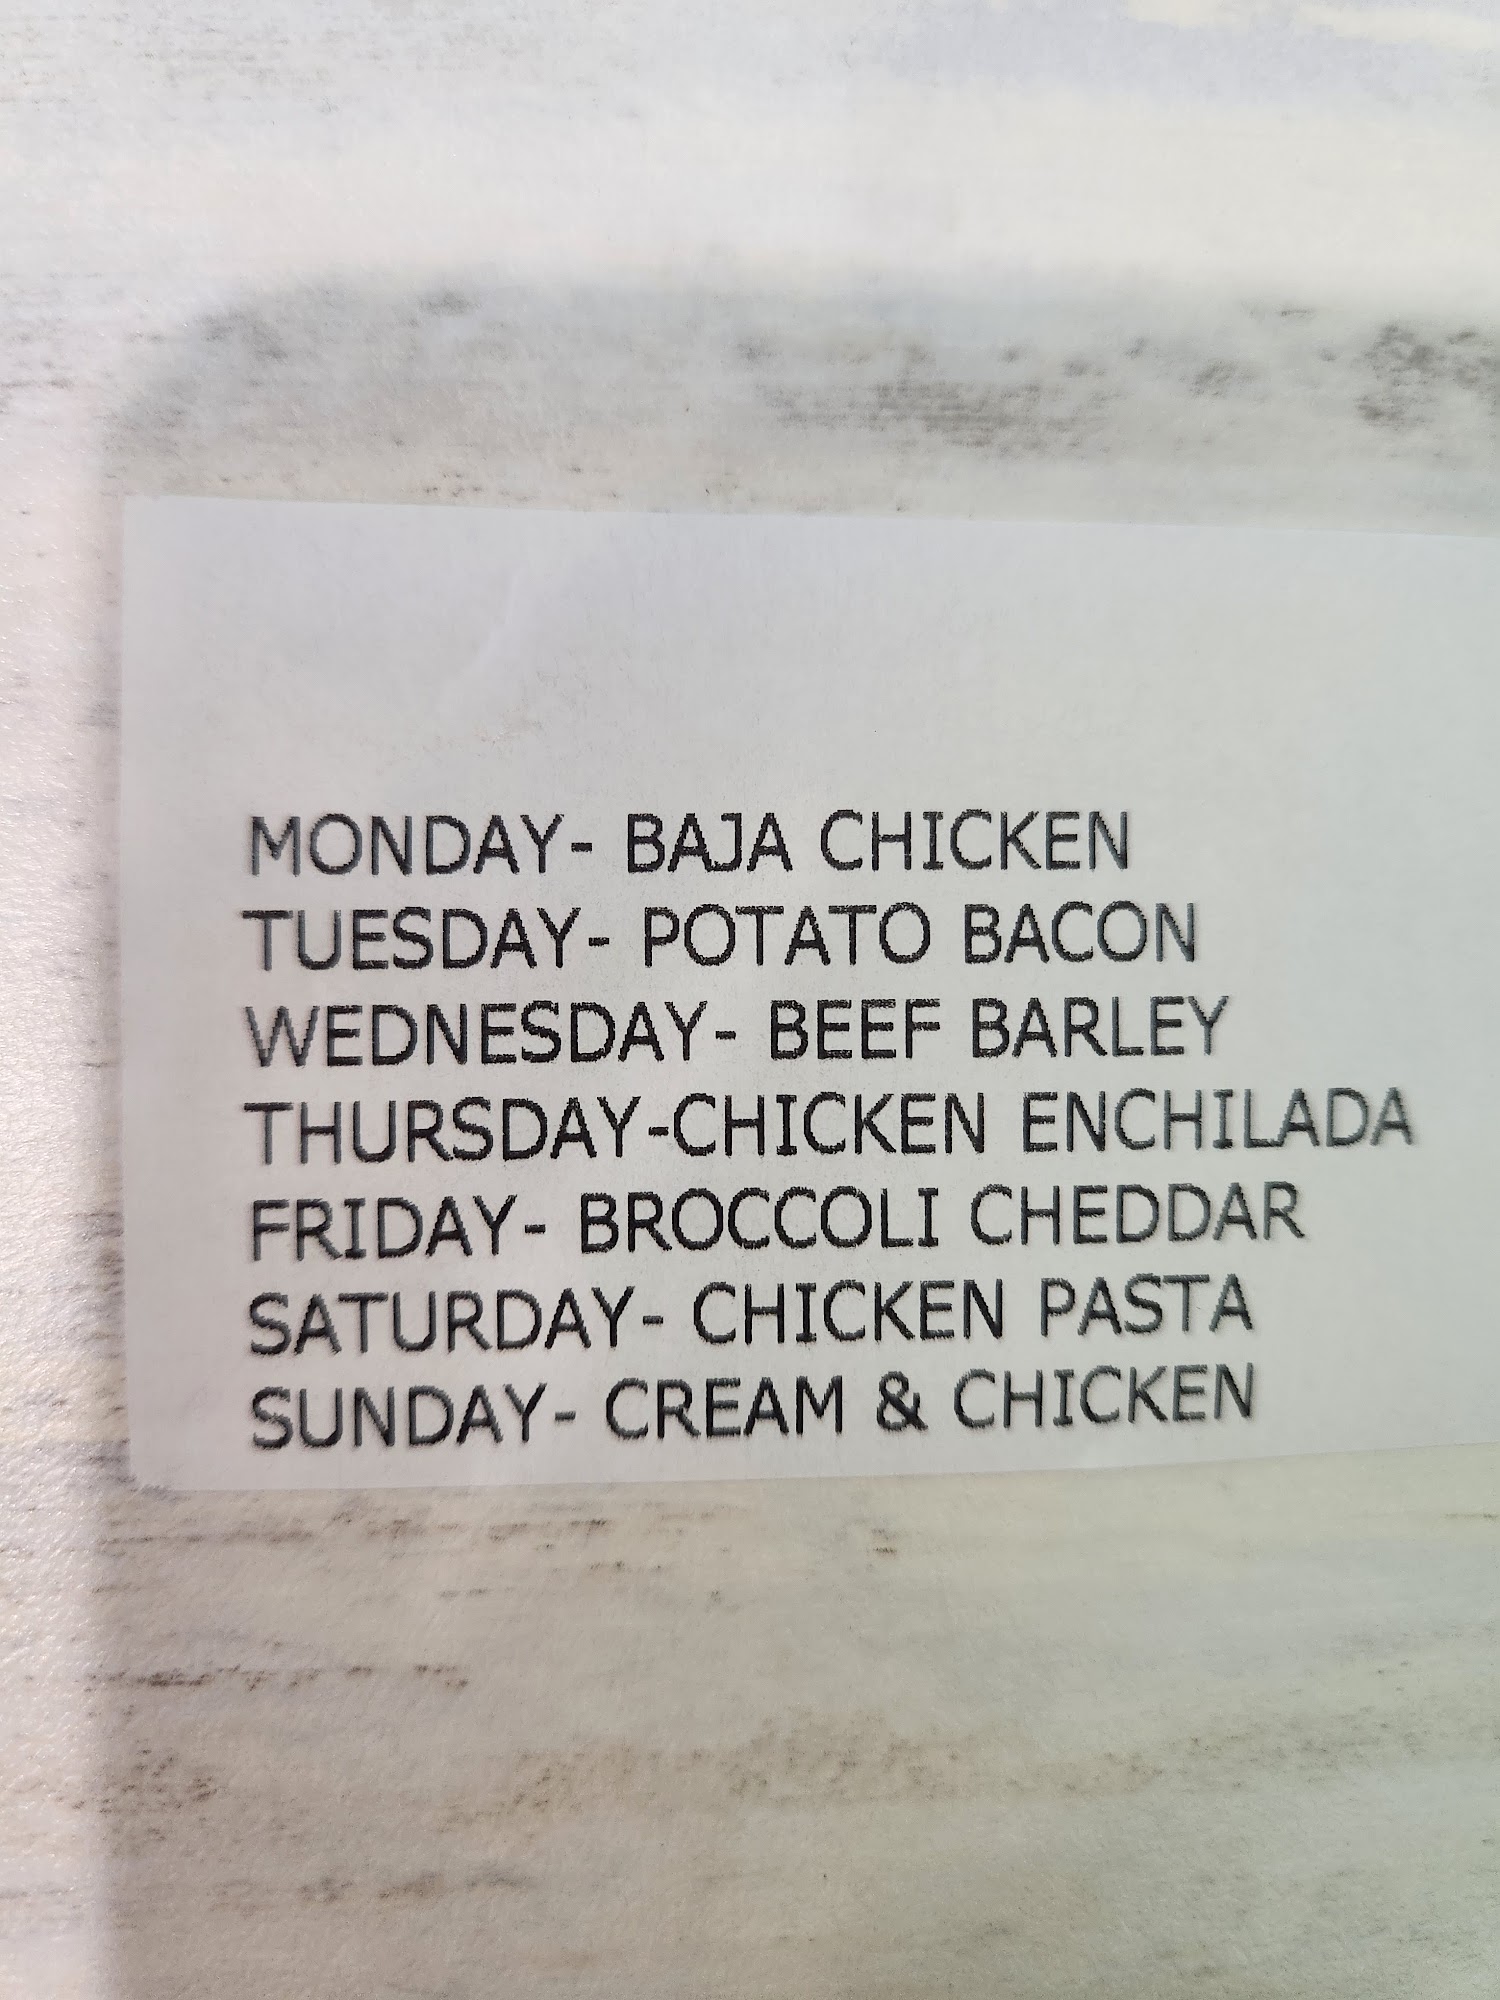 MONDAY- BAJA CHICKEN
TUESDAY- POTATO BACON
WEDNESDAY- BEEF BARLEY
THURSDAY-CHICKEN ENCHILADA
FRIDAY- BROCCOLI CHEDDAR
SATURDAY- CHICKEN PASTA
SUNDAY- CREAM & CHICKEN